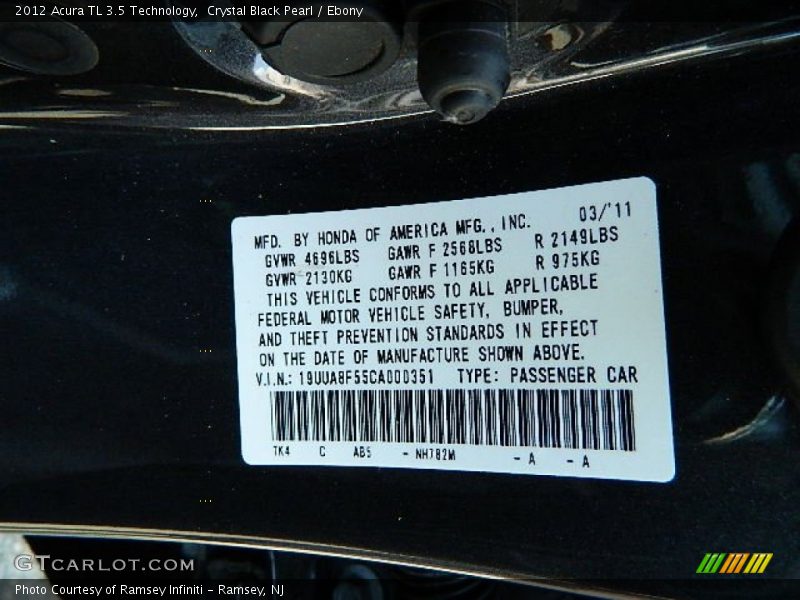 2012 Acura TL 3.5 Technology, Crystal Black Pearl / Ebony
MFD. BY HONDA OF AMERICA MFG., INC. 03/'11
GVWR 4696LBS GAWR F 2568LBS R 2149LBS
GVWR 2130KG GAWR F 1165KG R 975KG
THIS VEHICLE CONFORMS TO ALL APPLICABLE
FEDERAL MOTOR VEHICLE SAFETY, BUMPER,
AND THEFT PREVENTION STANDARDS IN EFFECT
ON THE DATE OF MANUFACTURE SHOWN ABOVE.
V.I.N.: 19UUA8F55CA000351 TYPE: PASSENGER CAR
TK4 C AB5 - NH782M - A - A
GTCARLOT.COM
Photo Courtesy of Ramsey Infiniti - Ramsey, NJ